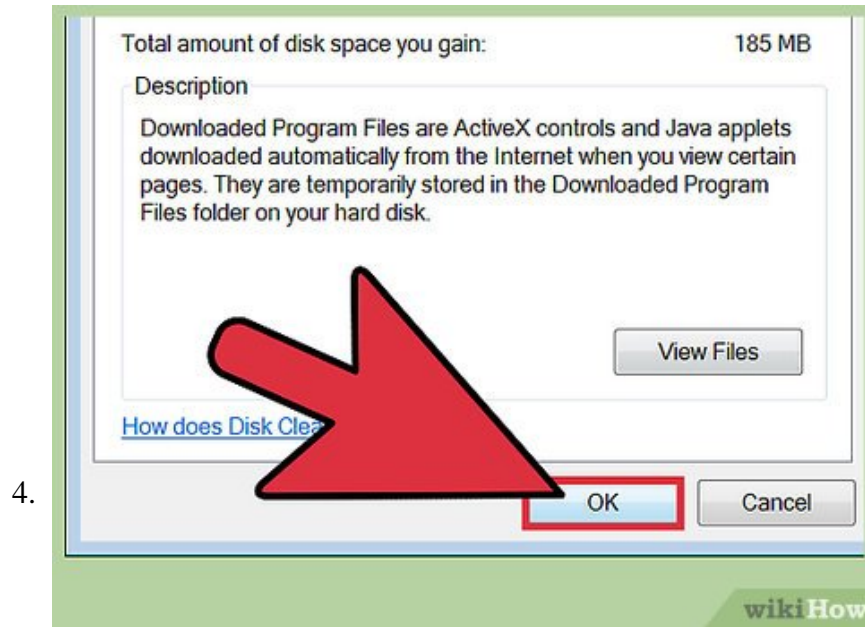 Total amount of disk space you gain: 185 MB
Description
Downloaded Program Files are ActiveX controls and Java applets
downloaded automatically from the Internet when you view certain
pages. They are temporarily stored in the Downloaded Program
Files folder on your hard disk.
View Files
How does Disk
4.
OK Cancel
wikiHow